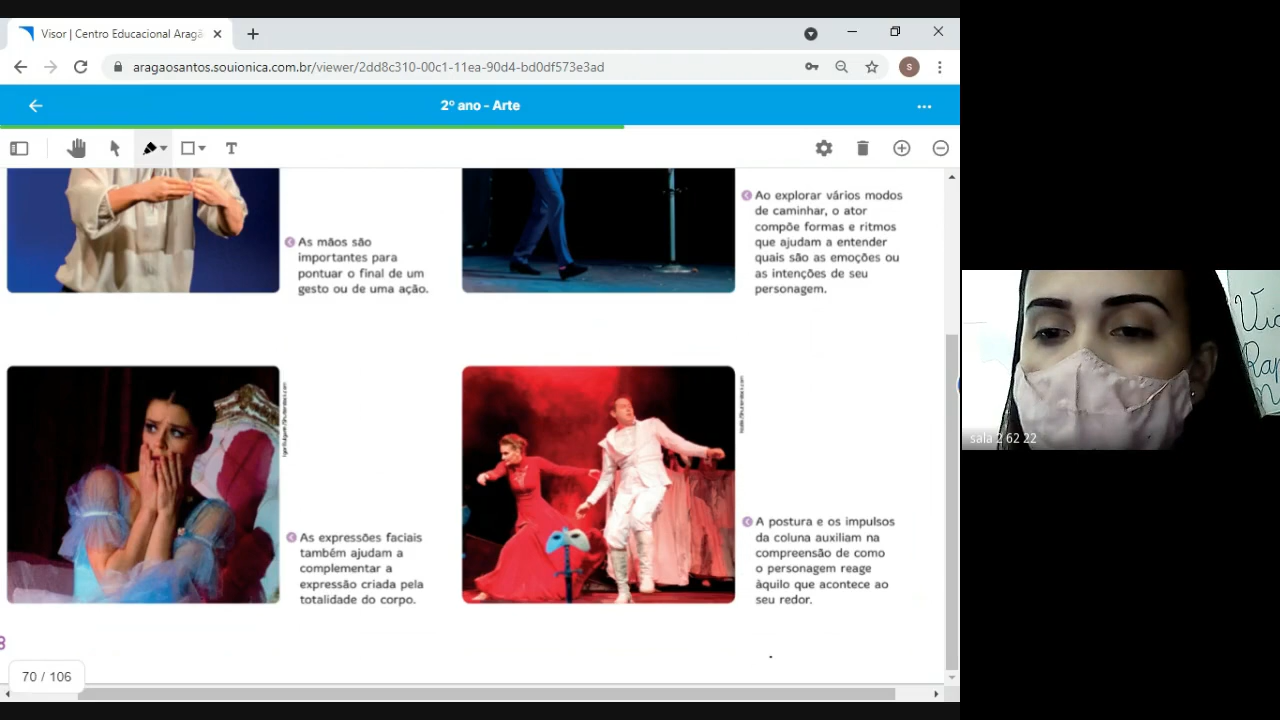 Visor | Centro Educacional Aragã
aragaosantos.souionica.com.br/viewer/2dd8c310-00c1-11ea-90d4-bd0df573e3ad
S
2º ano - Arte
T
As mãos são
importantes para
pontuar o final de um
gesto ou de uma ação.
Ao explorar vários modos
de caminhar, o ator
compõe formas e ritmos
que ajudam a entender
quais são as emoções ou
as intenções de seu
personagem.
As expressões faciais
também ajudam a
complementar a
expressão criada pela
totalidade do corpo.
A postura e os impulsos
da coluna auxiliam na
compreensão de como
o personagem reage
àquilo que acontece ao
seu redor.
70 / 106
sala 2 62 22